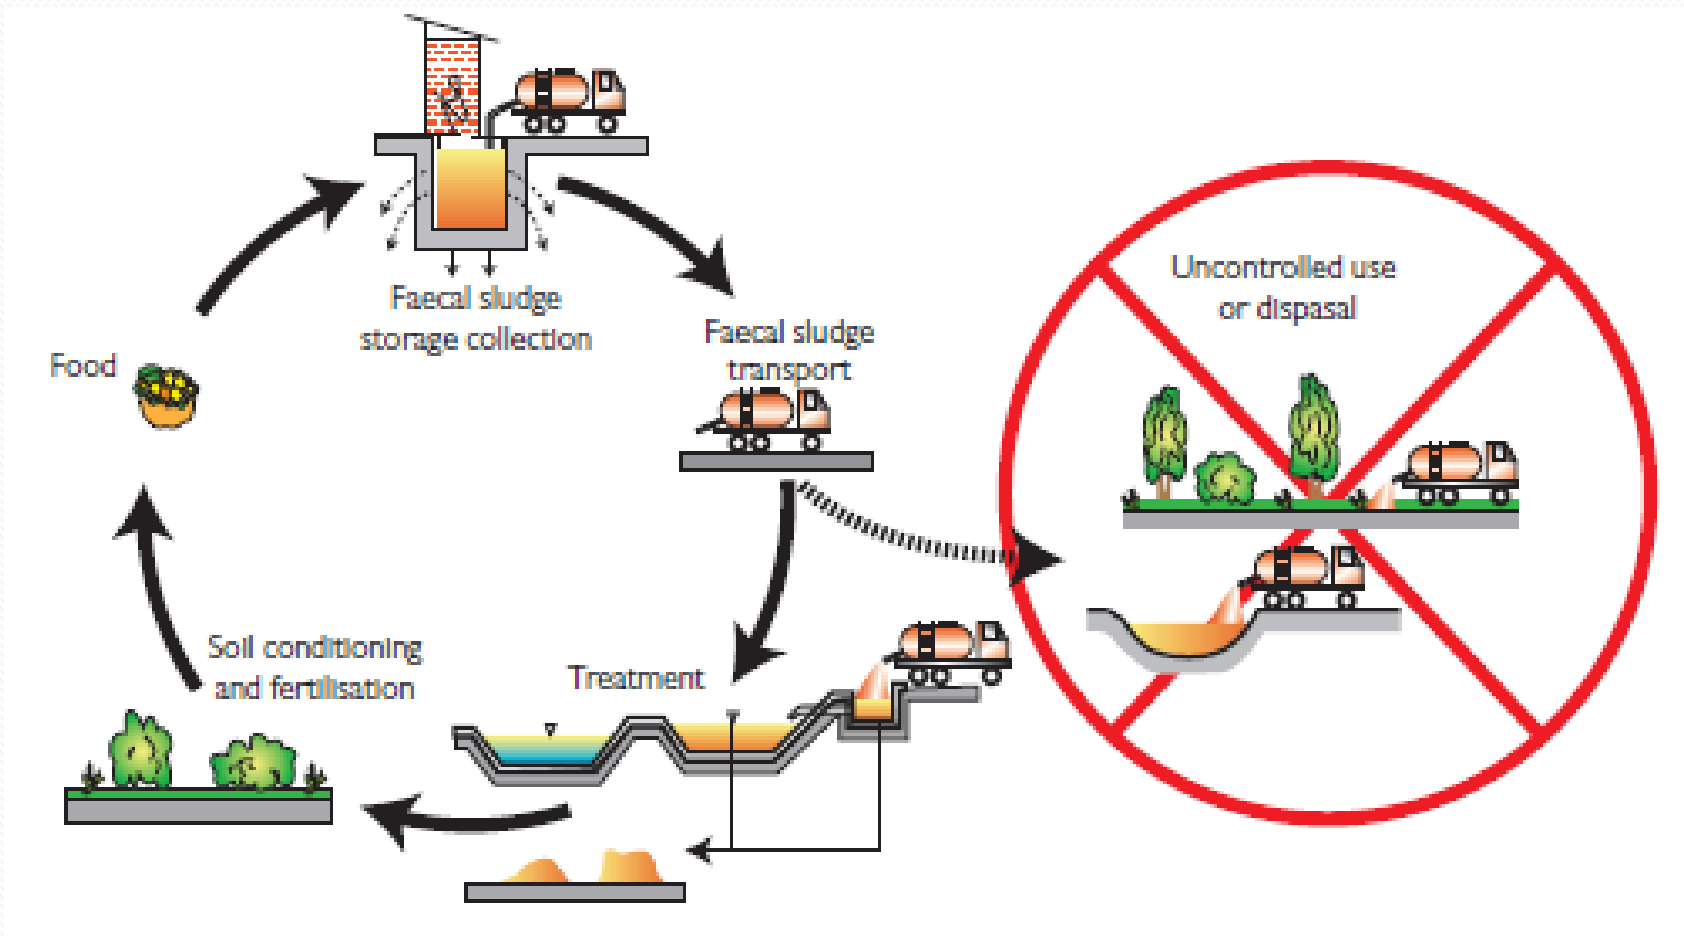 Faecal sludge
storage collection
Faecal sludge
transport
Uncontrolled use
or dispasal
Food
Soil conditioning
and fertilisation
Treatment